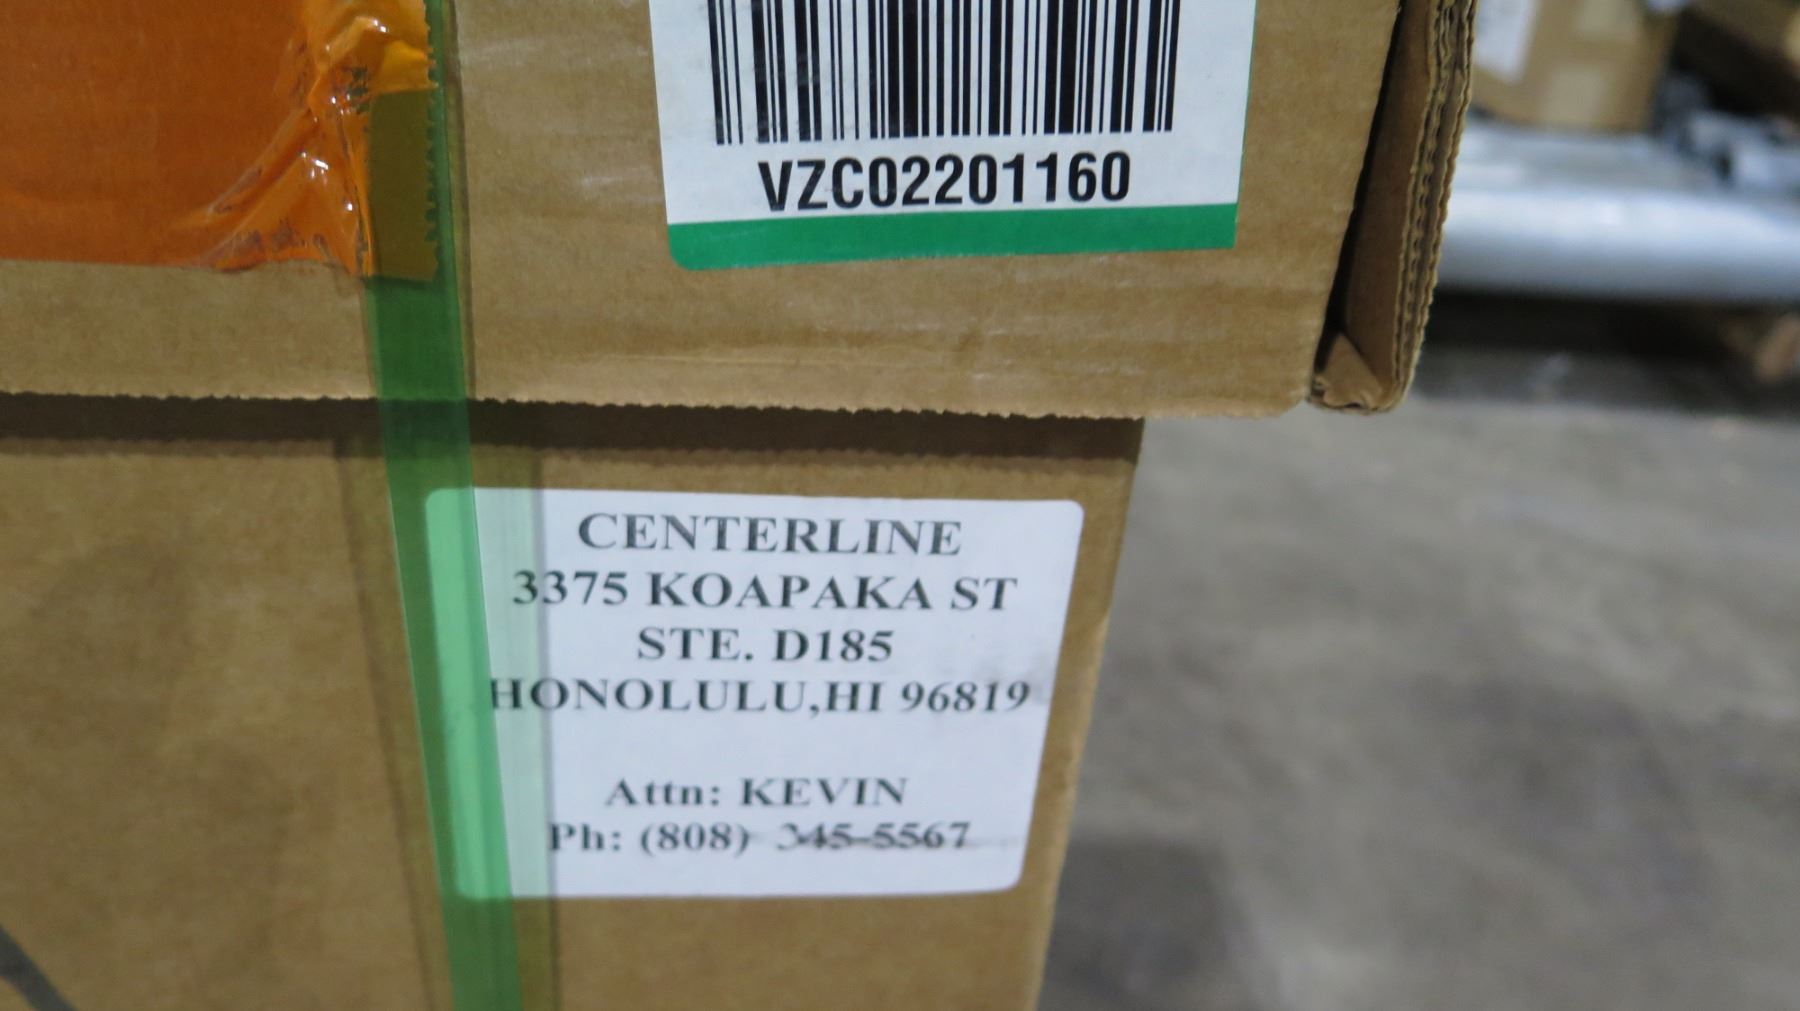 VZC02201160
CENTERLINE
3375 KOAPAKA ST
STE. D185
HONOLULU,HI 96819
Attn: KEVIN
Ph: (808) 345-5567